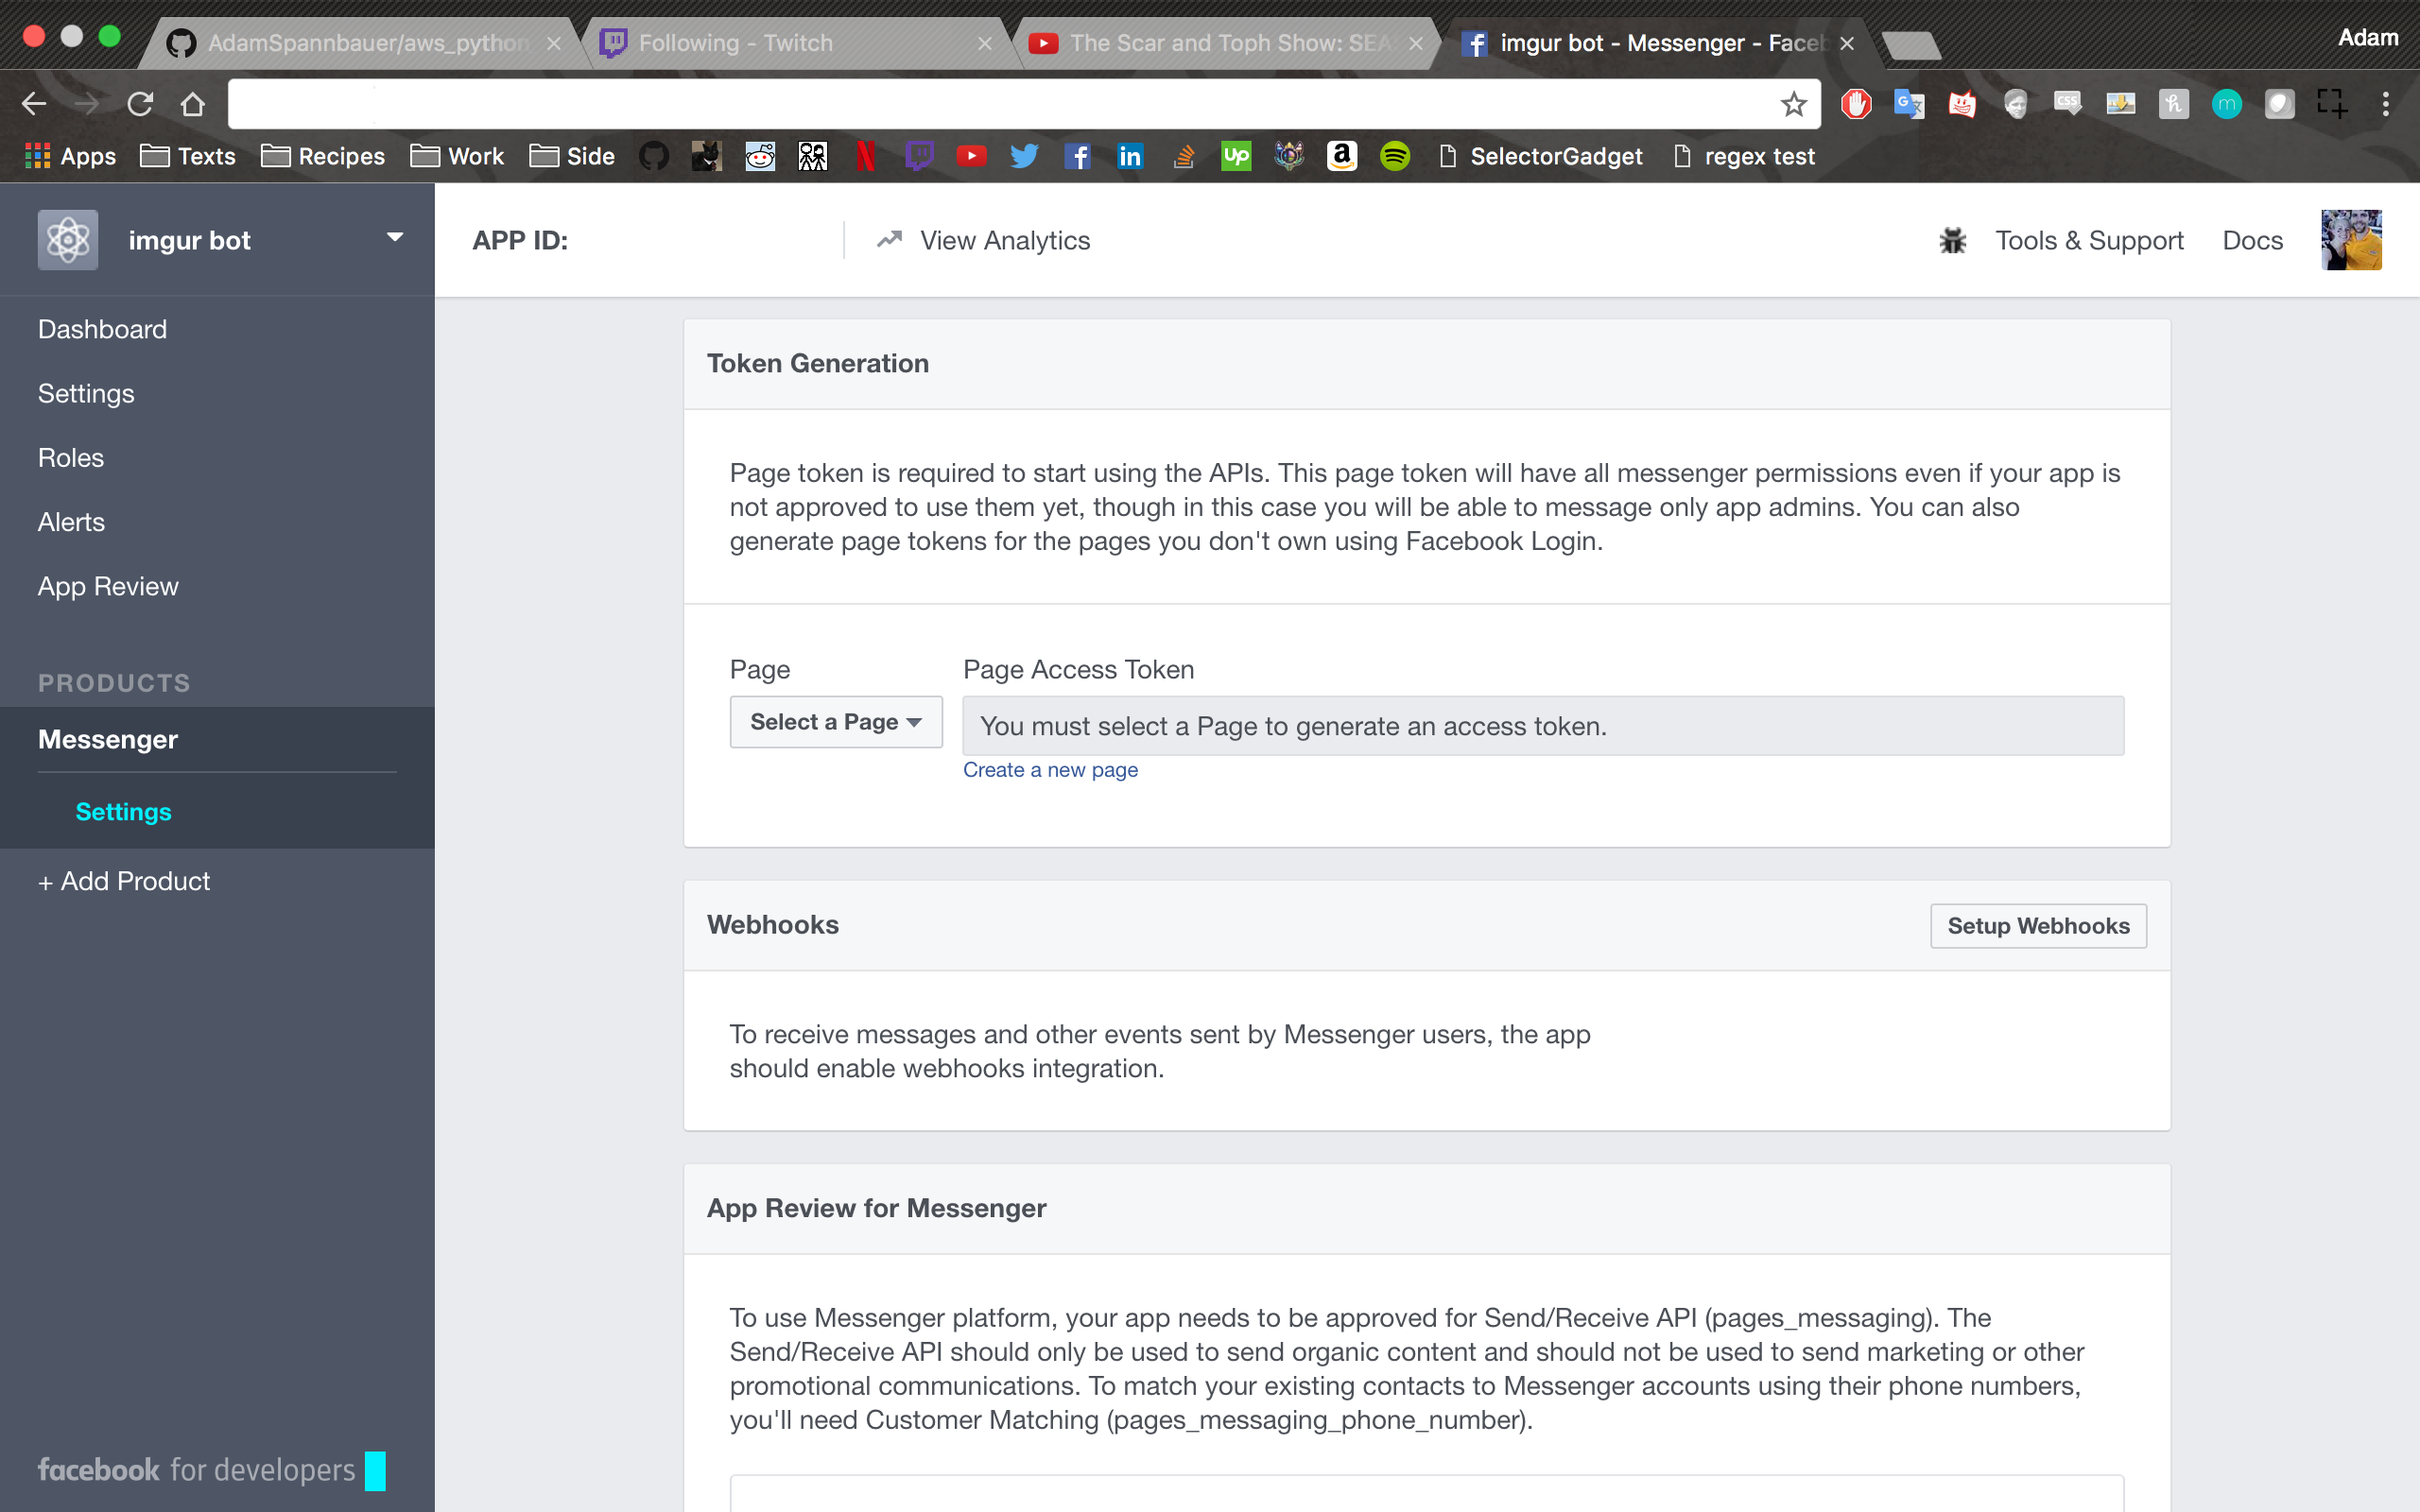 AdamSpannbauer/aws_python
Following - Twitch
The Scar and Toph Show: SEAS
imgur bot - Messenger - Faceb
Adam
Apps
Texts
Recipes
Work
Side
SelectorGadget
regex test
imgur bot
APP ID:
View Analytics
Tools & Support
Docs
Dashboard
Settings
Roles
Alerts
App Review
PRODUCTS
Messenger
Settings
+ Add Product
facebook for developers
Token Generation
Page token is required to start using the APIs. This page token will have all messenger permissions even if your app is
not approved to use them yet, though in this case you will be able to message only app admins. You can also
generate page tokens for the pages you don't own using Facebook Login.
Page
Page Access Token
Select a Page
You must select a Page to generate an access token.
Create a new page
Webhooks
Setup Webhooks
To receive messages and other events sent by Messenger users, the app
should enable webhooks integration.
App Review for Messenger
To use Messenger platform, your app needs to be approved for Send/Receive API (pages_messaging). The
Send/Receive API should only be used to send organic content and should not be used to send marketing or other
promotional communications. To match your existing contacts to Messenger accounts using their phone numbers,
you'll need Customer Matching (pages_messaging_phone_number).